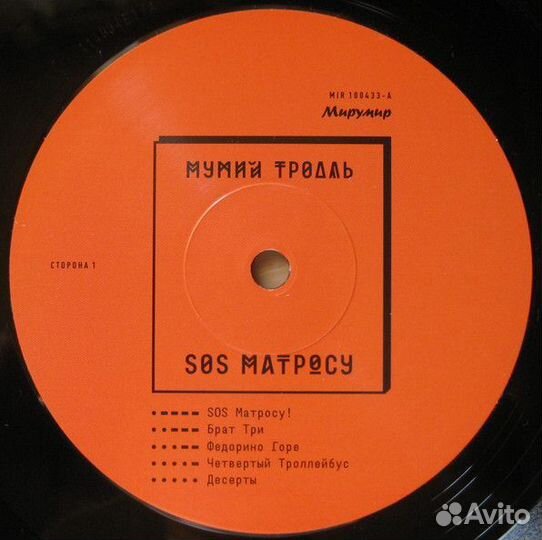 MIR 100433-A
Мирумир
МУМИЙ ТРОЛЛЬ
СТОРОНА 1
SOS МАТРОСУ
•---- SOS Матросу!
••--- Брат Три
•••-- Федорино Горе
••••- Четвертый Троллейбус
••••• Десерты
Avito